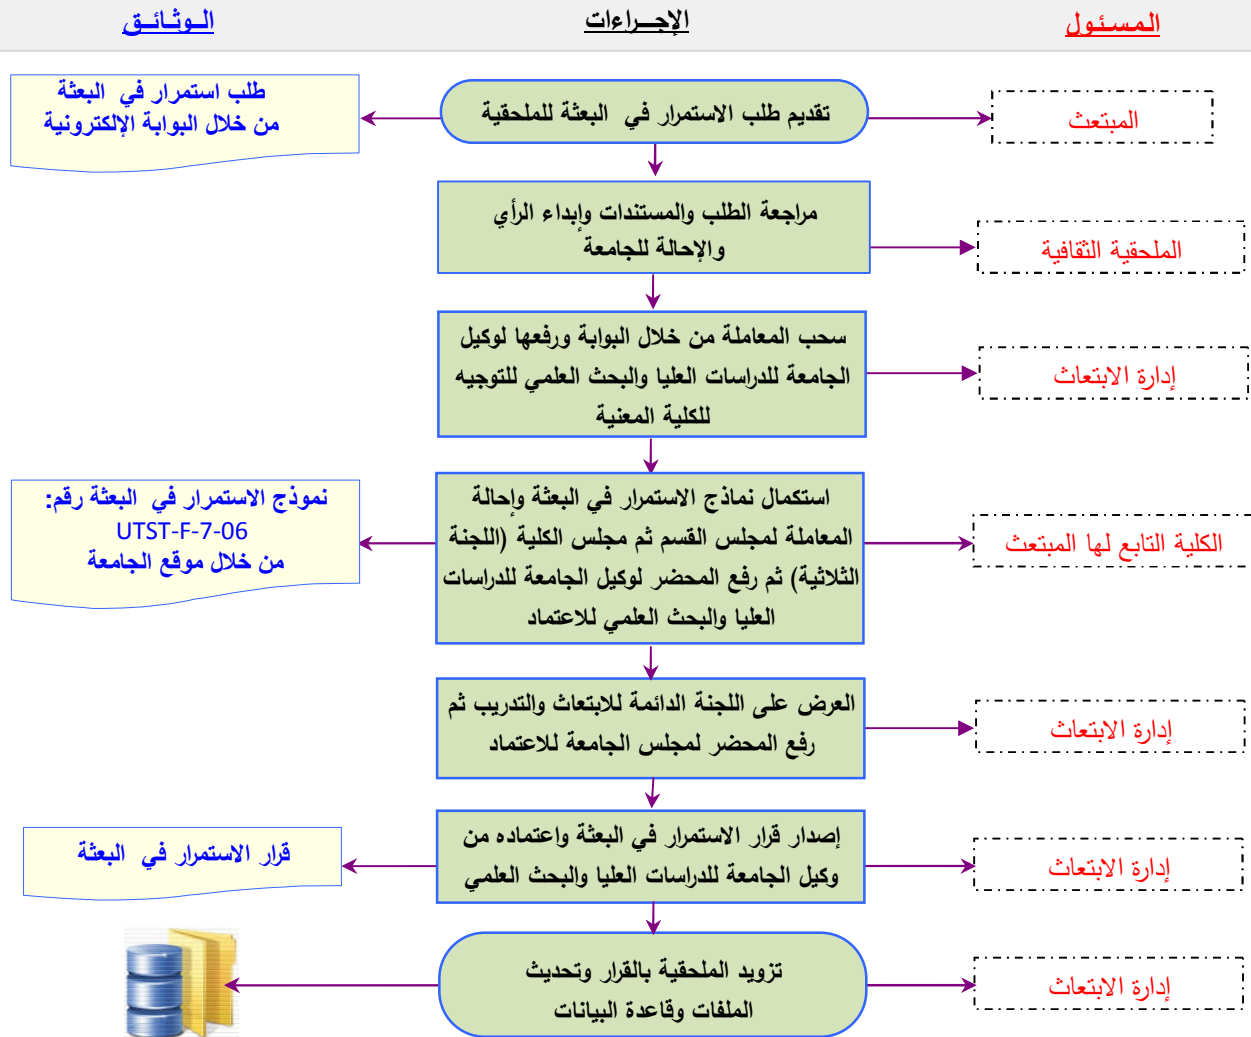 المسئول
الإجـــراءات
الـوثـائـق
المبتعث
تقديم طلب الاستمرار في البعثة للملحقية
طلب استمرار في البعثة
من خلال البوابة الإلكترونية
الملحقية الثقافية
مراجعة الطلب والمستندات وإبداء الرأي
والإحالة للجامعة
إدارة الابتعاث
سحب المعاملة من خلال البوابة ورفعها لوكيل
الجامعة للدراسات العليا والبحث العلمي للتوجيه
للكلية المعنية
الكلية التابع لها المبتعث
استكمال نماذج الاستمرار في البعثة وإحالة
المعاملة لمجلس القسم ثم مجلس الكلية (اللجنة
الثلاثية) ثم رفع المحضر لوكيل الجامعة للدراسات
العليا والبحث العلمي للاعتماد
نموذج الاستمرار في البعثة رقم:
UTST-F-7-06
من خلال موقع الجامعة
إدارة الابتعاث
العرض على اللجنة الدائمة للابتعاث والتدريب ثم
رفع المحضر لمجلس الجامعة للاعتماد
إدارة الابتعاث
إصدار قرار الاستمرار في البعثة واعتماده من
وكيل الجامعة للدراسات العليا والبحث العلمي
قرار الاستمرار في البعثة
إدارة الابتعاث
تزويد الملحقية بالقرار وتحديث
الملفات وقاعدة البيانات